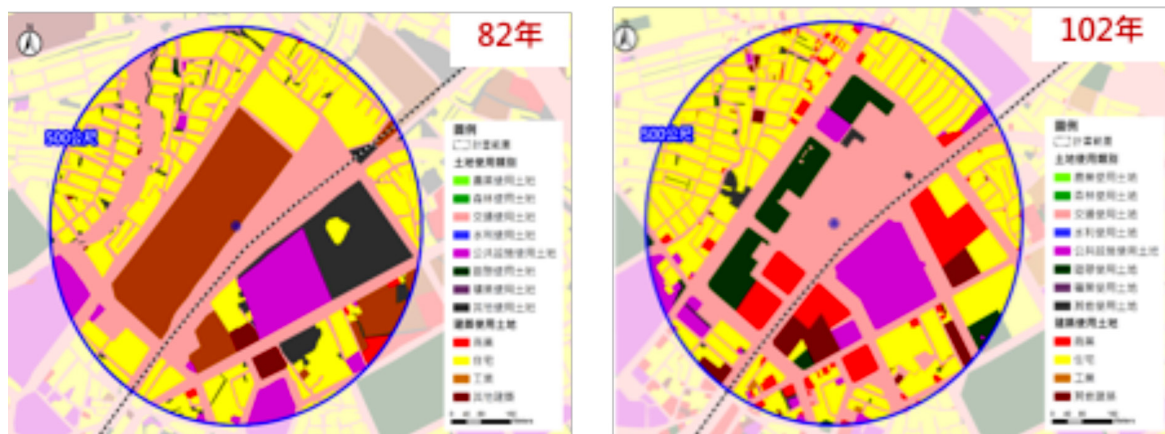 82年
500公尺
圖例
計畫範圍
土地使用類別
農業使用土地
森林使用土地
交通使用土地
水利使用土地
公共設施使用土地
遊憩使用土地
礦業使用土地
其他使用土地
建築使用土地
商業
住宅
工業
其他建築
102年
500公尺
圖例
計畫範圍
土地使用類別
農業使用土地
森林使用土地
交通使用土地
水利使用土地
公共設施使用土地
遊憩使用土地
礦業使用土地
其他使用土地
建築使用土地
商業
住宅
工業
其他建築